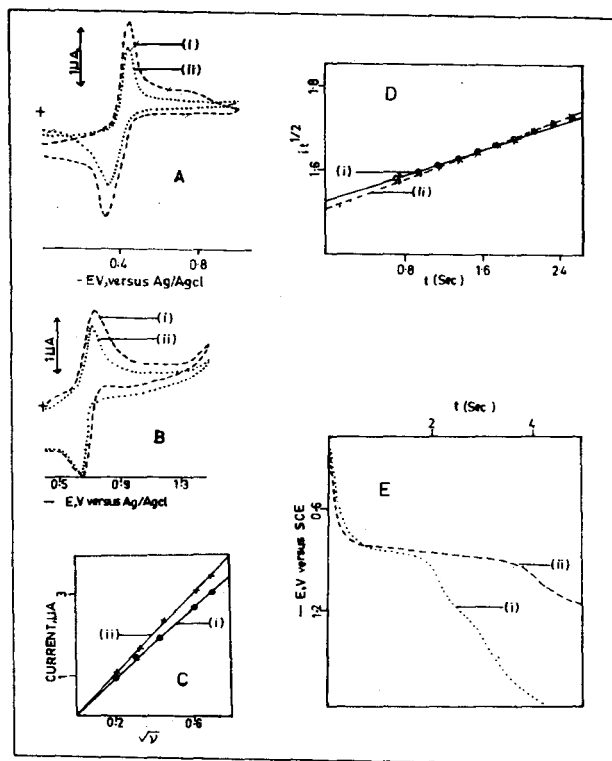 1μA
(i)
(ii)
+
A
0·4
0·8
- EV, versus Ag/Agcl
1μA
(i)
(ii)
+
B
0·5
0·9
1·3
— E,V versus Ag/Agcl
CURRENT, μA
3
1
(ii)
(i)
C
0·2
0·6
√ν
it^1/2
1·8
1·6
D
(i)
(ii)
0·8
1·6
2·4
t (Sec)
t (Sec)
2
4
— E,V versus SCE
0·6
1·2
E
(ii)
(i)